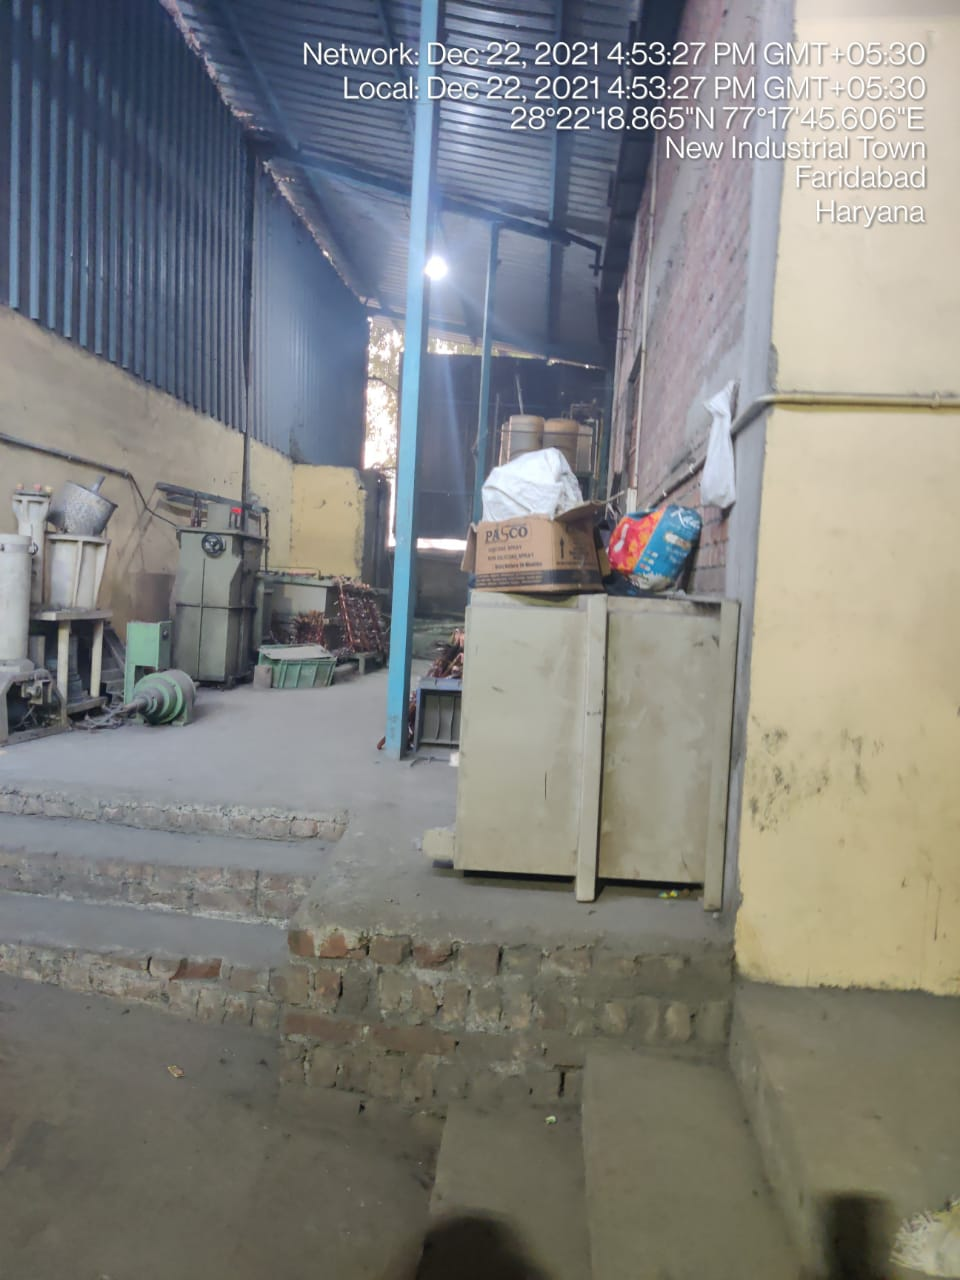 Network: Dec 22, 2021 4:53:27 PM GMT+05:30
Local: Dec 22, 2021 4:53:27 PM GMT+05:30
28°22'18.865"N 77°17'45.606"E
New Industrial Town
Faridabad
Haryana
PASCO